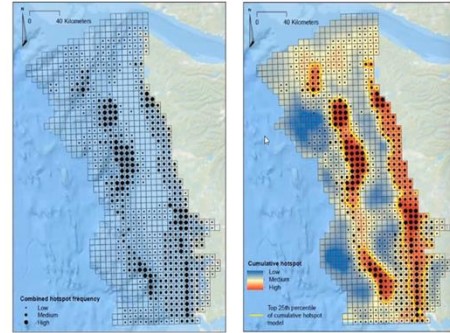 N
0 40 Kilometers
Combined hotspot frequency
Low
Medium
High
N
0 40 Kilometers
Cumulative hotspot
Low
Medium
High
Top 25th percentile
of cumulative hotspot
model